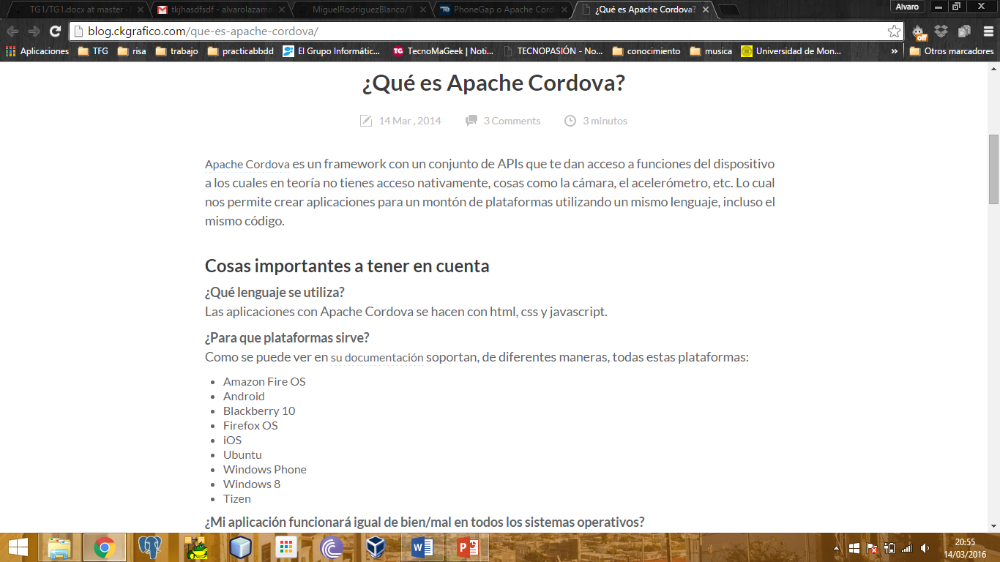 TG1/TG1.docx at master
tkjhasdfsdf - alvarolazama
MiguelRodriguezBlanco/T
PhoneGap o Apache Cord
¿Qué es Apache Cordova?
Alvaro
blog.ckgrafico.com/que-es-apache-cordova/
off
Aplicaciones
TFG
risa
trabajo
practicabbdd
El Grupo Informátic...
TG TecnoMaGeek | Noti...
TECNOPASIÓN - No...
conocimiento
musica
Universidad de Mon...
»
Otros marcadores
¿Qué es Apache Cordova?
14 Mar , 2014 3 Comments 3 minutos
Apache Cordova es un framework con un conjunto de APIs que te dan acceso a funciones del dispositivo
a los cuales en teoría no tienes acceso nativamente, cosas como la cámara, el acelerómetro, etc. Lo cual
nos permite crear aplicaciones para un montón de plataformas utilizando un mismo lenguaje, incluso el
mismo código.
Cosas importantes a tener en cuenta
¿Qué lenguaje se utiliza?
Las aplicaciones con Apache Cordova se hacen con html, css y javascript.
¿Para que plataformas sirve?
Como se puede ver en su documentación soportan, de diferentes maneras, todas estas plataformas:
• Amazon Fire OS
• Android
• Blackberry 10
• Firefox OS
• iOS
• Ubuntu
• Windows Phone
• Windows 8
• Tizen
¿Mi aplicación funcionará igual de bien/mal en todos los sistemas operativos?
20:55
14/03/2016